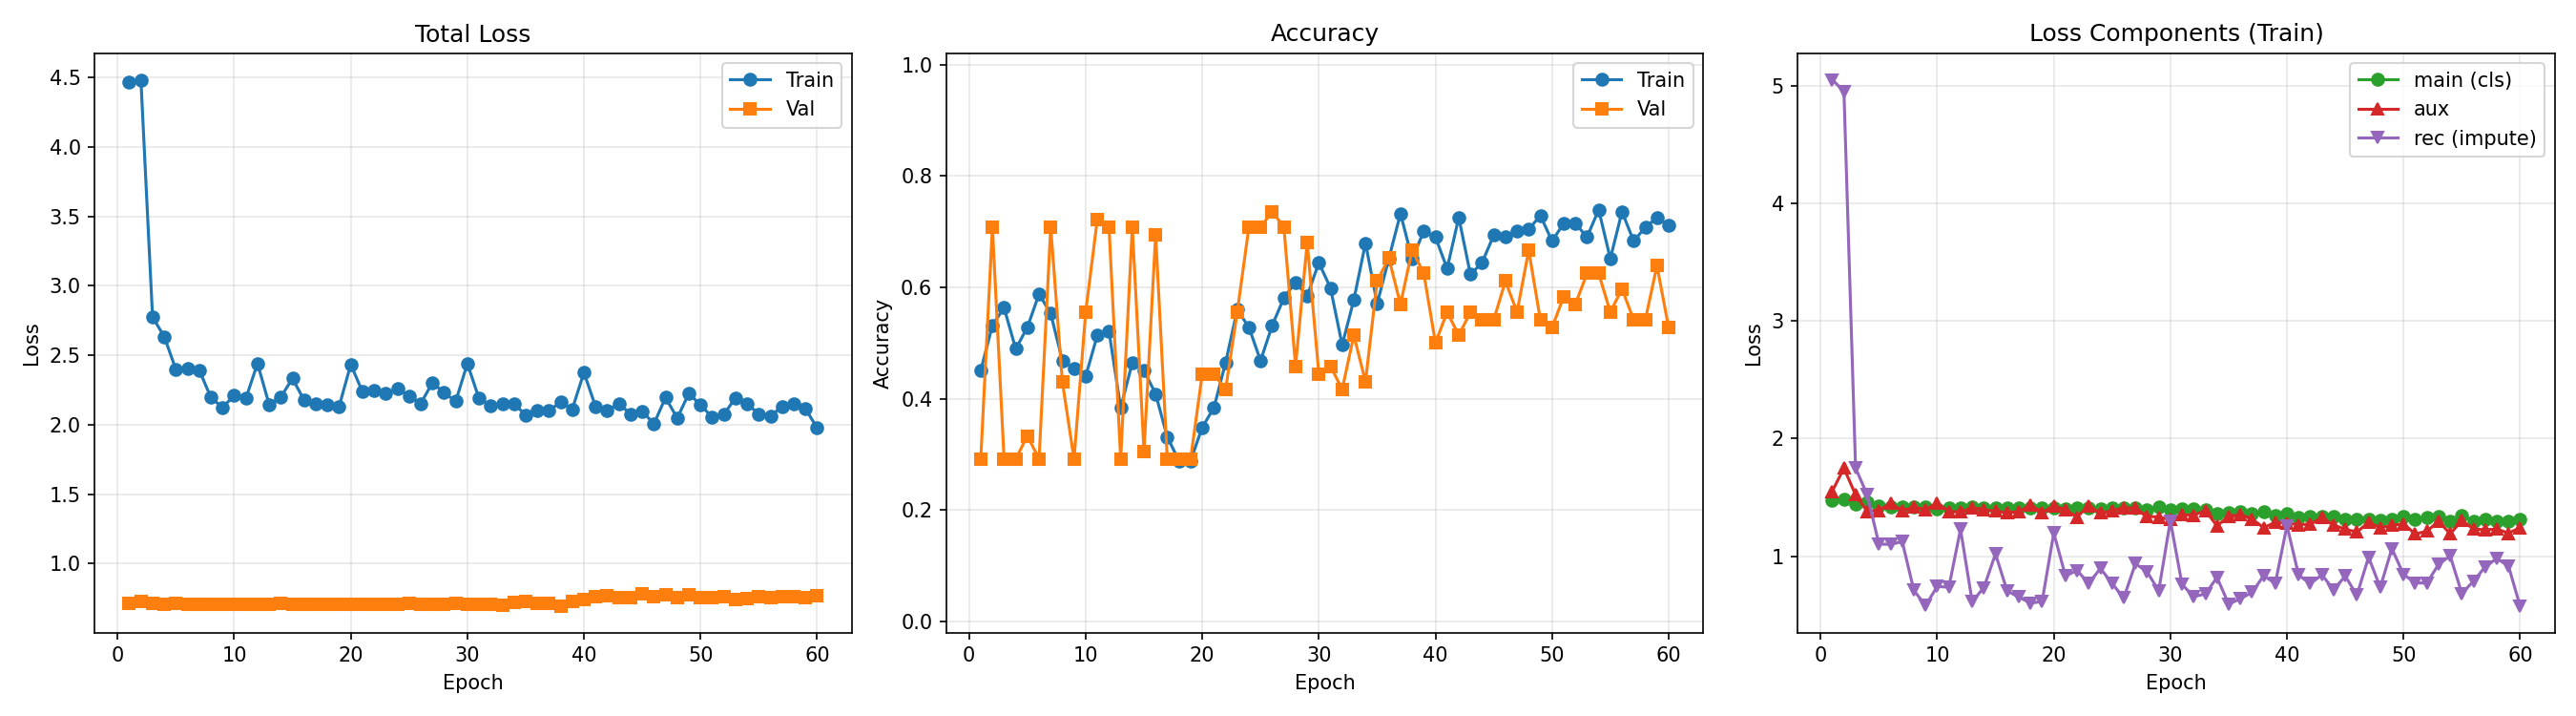 Total Loss
4.5
4.0
3.5
3.0
2.5
2.0
1.5
1.0
Loss
0 10 20 30 40 50 60
Epoch
Train
Val
Accuracy
1.0
0.8
0.6
0.4
0.2
0.0
Accuracy
0 10 20 30 40 50 60
Epoch
Train
Val
Loss Components (Train)
5
4
3
2
1
Loss
0 10 20 30 40 50 60
Epoch
main (cls)
aux
rec (impute)